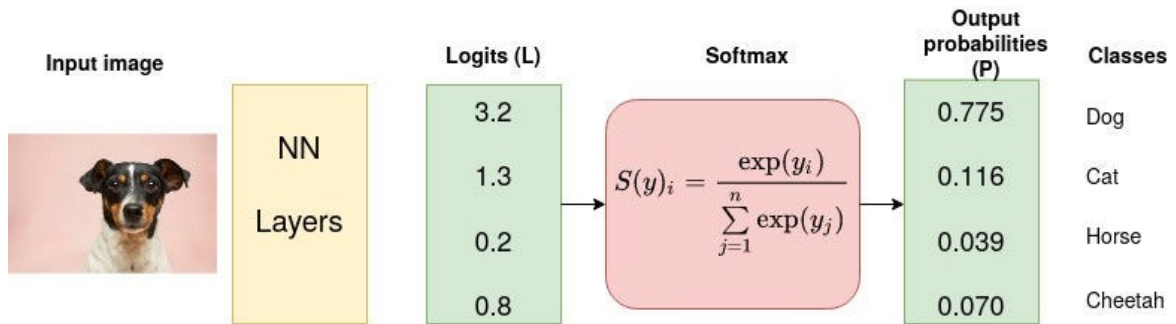 Input image
NN
Layers
Logits (L)
3.2
1.3
0.2
0.8
Softmax
S(y)_i = exp(y_i) / ∑_{j=1}^{n} exp(y_j)
Output
probabilities
(P)
0.775
0.116
0.039
0.070
Classes
Dog
Cat
Horse
Cheetah